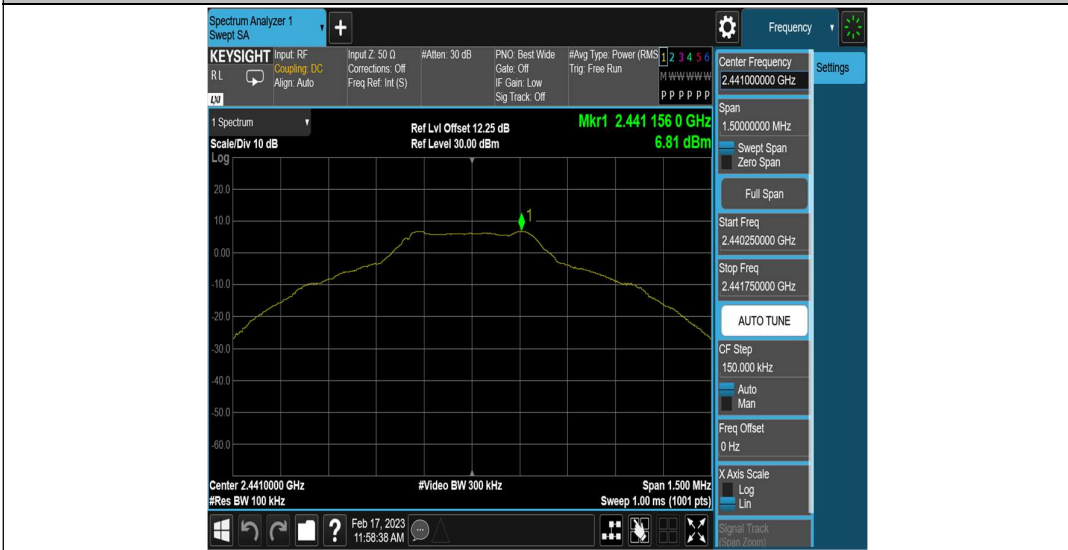 Spectrum Analyzer 1
Swept SA
+
Frequency
KEYSIGHT
R L
LXI
Input: RF
Coupling: DC
Align: Auto
Input Z: 50 Ω
Corrections: Off
Freq Ref: Int (S)
#Atten: 30 dB
PNO: Best Wide
Gate: Off
IF Gain: Low
Sig Track: Off
#Avg Type: Power (RMS
Trig: Free Run
1 2 3 4 5 6
M W W W W W
P P P P P P
1 Spectrum
Scale/Div 10 dB
Ref Lvl Offset 12.25 dB
Ref Level 30.00 dBm
Mkr1 2.441 156 0 GHz
6.81 dBm
Log
20.0
10.0
0.00
-10.0
-20.0
-30.0
-40.0
-50.0
-60.0
1
Center 2.4410000 GHz
#Res BW 100 kHz
#Video BW 300 kHz
Span 1.500 MHz
Sweep 1.00 ms (1001 pts)
?
Feb 17, 2023
11:58:38 AM
Center Frequency
2.441000000 GHz
Settings
Span
1.50000000 MHz
Swept Span
Zero Span
Full Span
Start Freq
2.440250000 GHz
Stop Freq
2.441750000 GHz
AUTO TUNE
CF Step
150.000 kHz
Auto
Man
Freq Offset
0 Hz
X Axis Scale
Log
Lin
Signal Track
(Span Zoom)